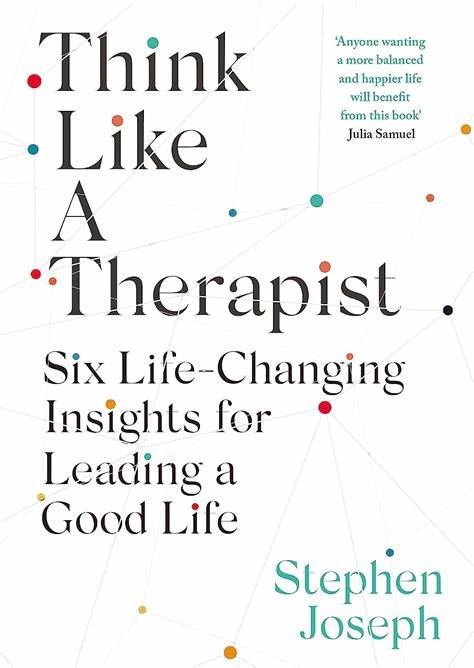 Think
Like
A
Therapist
‘Anyone wanting
a more balanced
and happier life
will benefit
from this book’
Julia Samuel
Six Life-Changing
Insights for
Leading a
Good Life
Stephen
Joseph